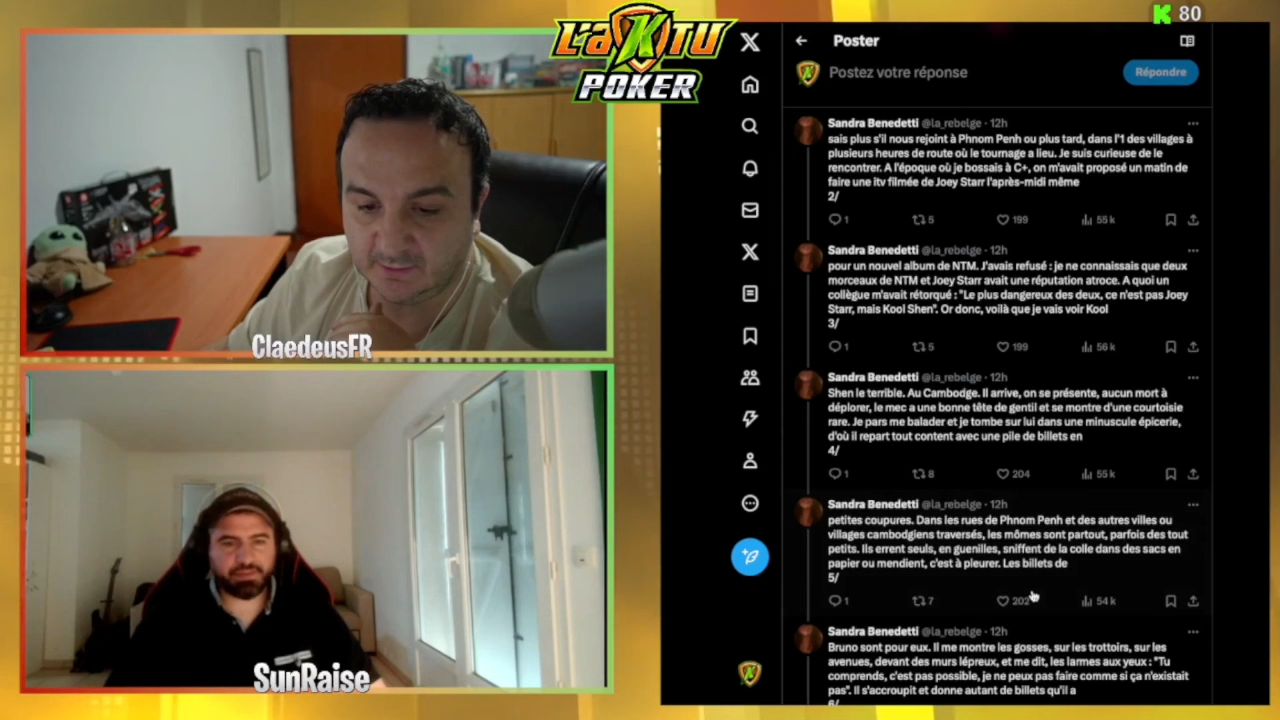 L'a K TU
POKER
K 80
ClaedeusFR
SunRaise
Poster
Postez votre réponse
Répondre
Sandra Benedetti @la_rebelge · 12h
sais plus s'il nous rejoint à Phnom Penh ou plus tard, dans l'1 des villages à
plusieurs heures de route où le tournage a lieu. Je suis curieuse de le
rencontrer. A l'époque où je bossais à C+, on m'avait proposé un matin de
faire une itv filmée de Joey Starr l'après-midi même
2/
1 5 199 55 k
Sandra Benedetti @la_rebelge · 12h
pour un nouvel album de NTM. J'avais refusé : je ne connaissais que deux
morceaux de NTM et Joey Starr avait une réputation atroce. A quoi un
collègue m'avait rétorqué : "Le plus dangereux des deux, ce n'est pas Joey
Starr, mais Kool Shen". Or donc, voilà que je vais voir Kool
3/
1 5 199 56 k
Sandra Benedetti @la_rebelge · 12h
Shen le terrible. Au Cambodge. Il arrive, on se présente, aucun mort à
déplorer, le mec a une bonne tête de gentil et se montre d'une courtoisie
rare. Je pars me balader et je tombe sur lui dans une minuscule épicerie,
d'où il repart tout content avec une pile de billets en
4/
1 8 204 55 k
Sandra Benedetti @la_rebelge · 12h
petites coupures. Dans les rues de Phnom Penh et des autres villes ou
villages cambodgiens traversés, les mômes sont partout, parfois des tout
petits. Ils errent seuls, en guenilles, sniffent de la colle dans des sacs en
papier ou mendient, c'est à pleurer. Les billets de
5/
1 7 202 54 k
Sandra Benedetti @la_rebelge · 12h
Bruno sont pour eux. Il me montre les gosses, sur les trottoirs, sur les
avenues, devant des murs lépreux, et me dit, les larmes aux yeux : "Tu
comprends, c'est pas possible, je ne peux pas faire comme si ça n'existait
pas". Il s'accroupit et donne autant de billets qu'il a
6/